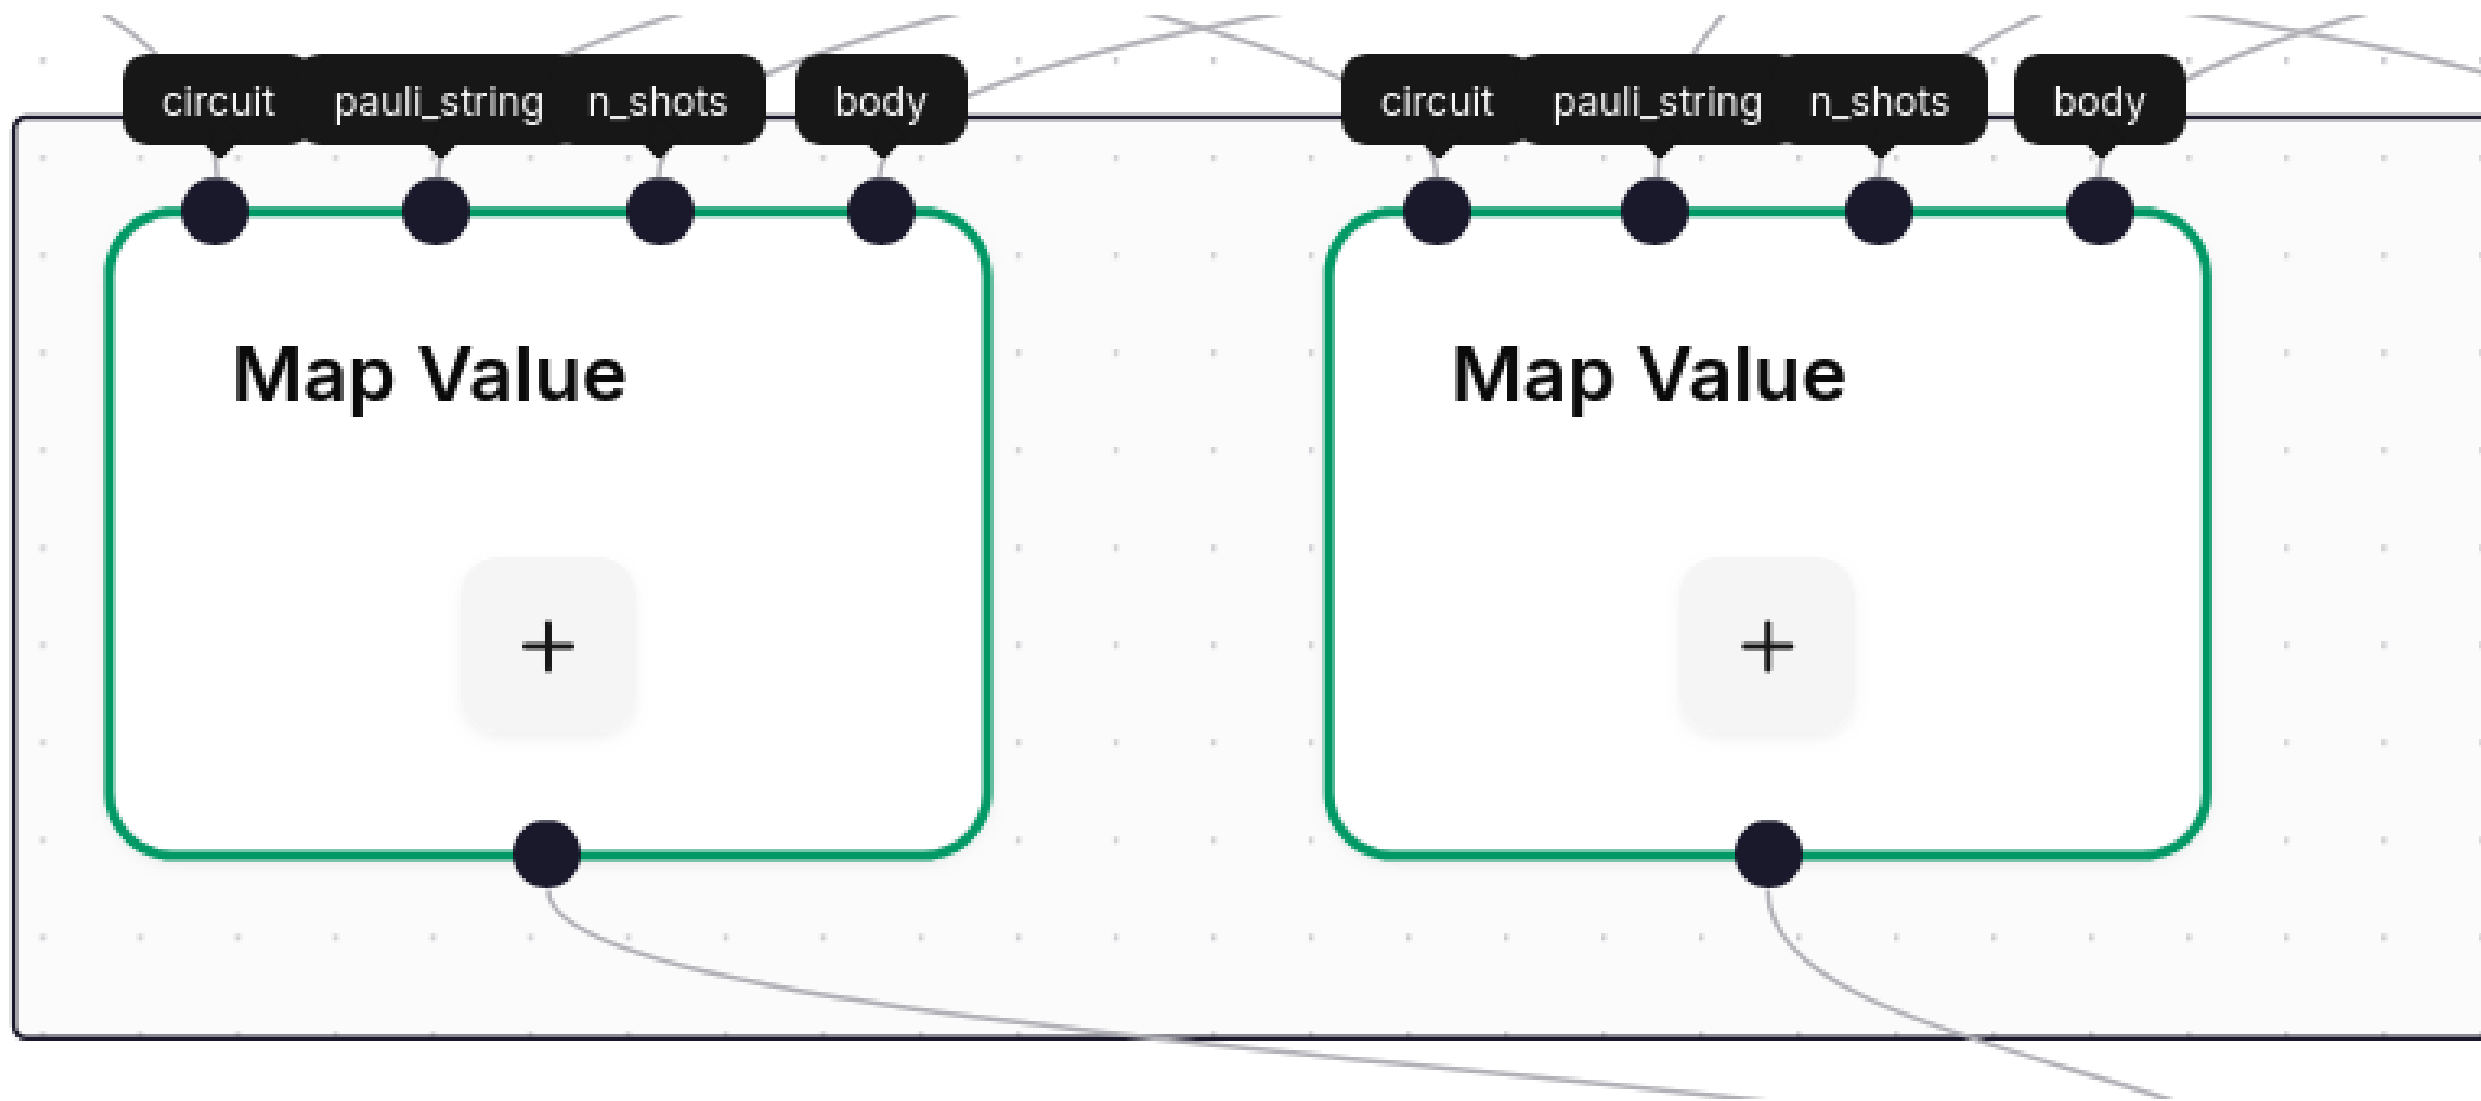 circuit pauli_string n_shots body circuit pauli_string n_shots body
Map Value Map Value